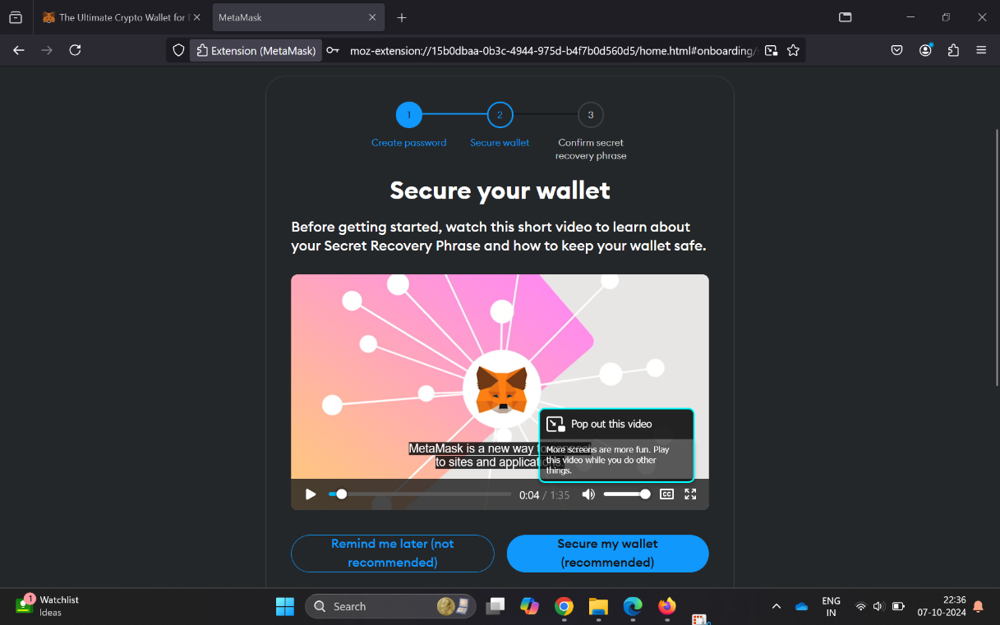 The Ultimate Crypto Wallet for
MetaMask
Extension (MetaMask)
moz-extension://15b0dbaa-0b3c-4944-975d-b4f7b0d560d5/home.html#onboarding/
1
2
3
Create password
Secure wallet
Confirm secret
recovery phrase
Secure your wallet
Before getting started, watch this short video to learn about
your Secret Recovery Phrase and how to keep your wallet safe.
Pop out this video
More screens are more fun. Play
this video while you do other
things.
MetaMask is a new way to connect
to sites and applications.
0:04 / 1:35
CC
Remind me later (not
recommended)
Secure my wallet
(recommended)
1
Watchlist
Ideas
Search
ENG
IN
22:36
07-10-2024